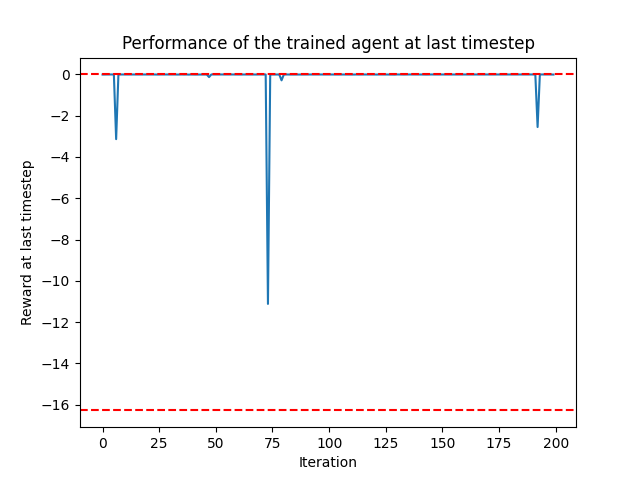 Performance of the trained agent at last timestep
0
−2
−4
−6
−8
−10
−12
−14
−16
Reward at last timestep
0 25 50 75 100 125 150 175 200
Iteration